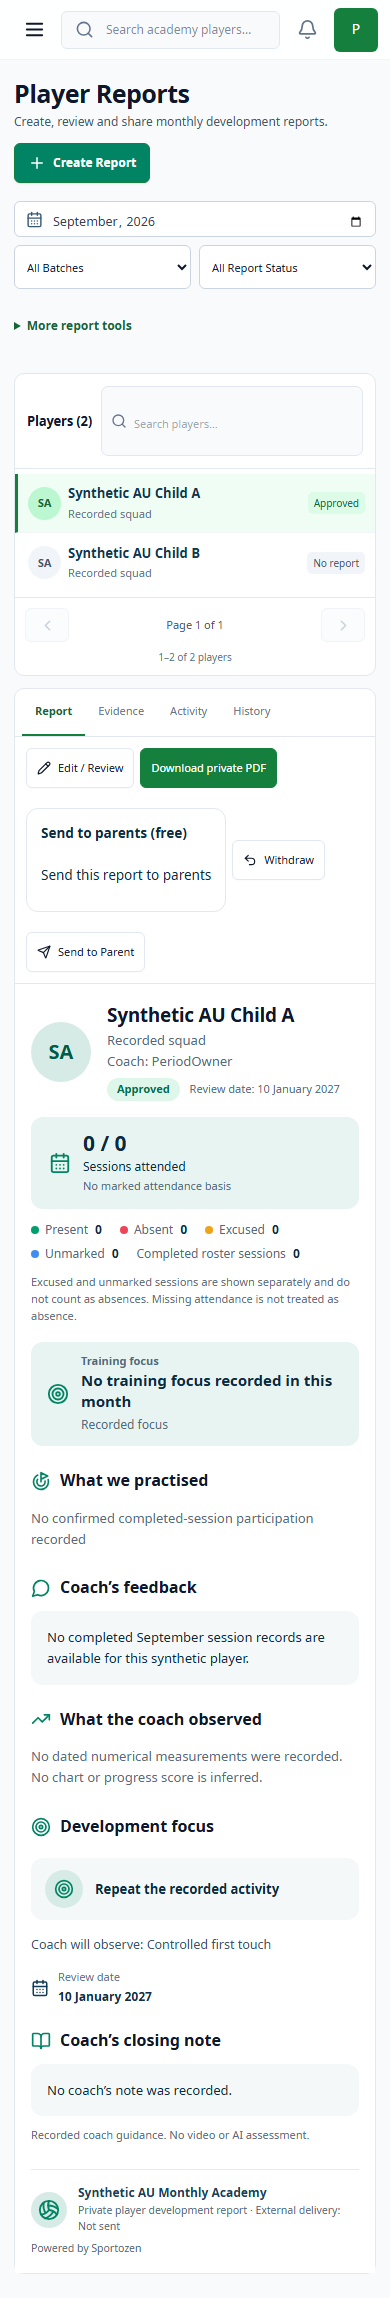 Search academy players...
P
Player Reports
Create, review and share monthly development reports.
Create Report
September, 2026
All Batches
All Report Status
More report tools
Players (2)
Search players...
SA
Synthetic AU Child A
Recorded squad
Approved
SA
Synthetic AU Child B
Recorded squad
No report
Page 1 of 1
1–2 of 2 players
Report
Evidence
Activity
History
Edit / Review
Download private PDF
Send to parents (free)
Send this report to parents
Withdraw
Send to Parent
SA
Synthetic AU Child A
Recorded squad
Coach: PeriodOwner
Approved
Review date: 10 January 2027
0 / 0
Sessions attended
No marked attendance basis
Present 0
Absent 0
Excused 0
Unmarked 0
Completed roster sessions 0
Excused and unmarked sessions are shown separately and do
not count as absences. Missing attendance is not treated as
absence.
Training focus
No training focus recorded in this
month
Recorded focus
What we practised
No confirmed completed-session participation
recorded
Coach’s feedback
No completed September session records are
available for this synthetic player.
What the coach observed
No dated numerical measurements were recorded.
No chart or progress score is inferred.
Development focus
Repeat the recorded activity
Coach will observe: Controlled first touch
Review date
10 January 2027
Coach’s closing note
No coach’s note was recorded.
Recorded coach guidance. No video or AI assessment.
Synthetic AU Monthly Academy
Private player development report · External delivery:
Not sent
Powered by Sportozen